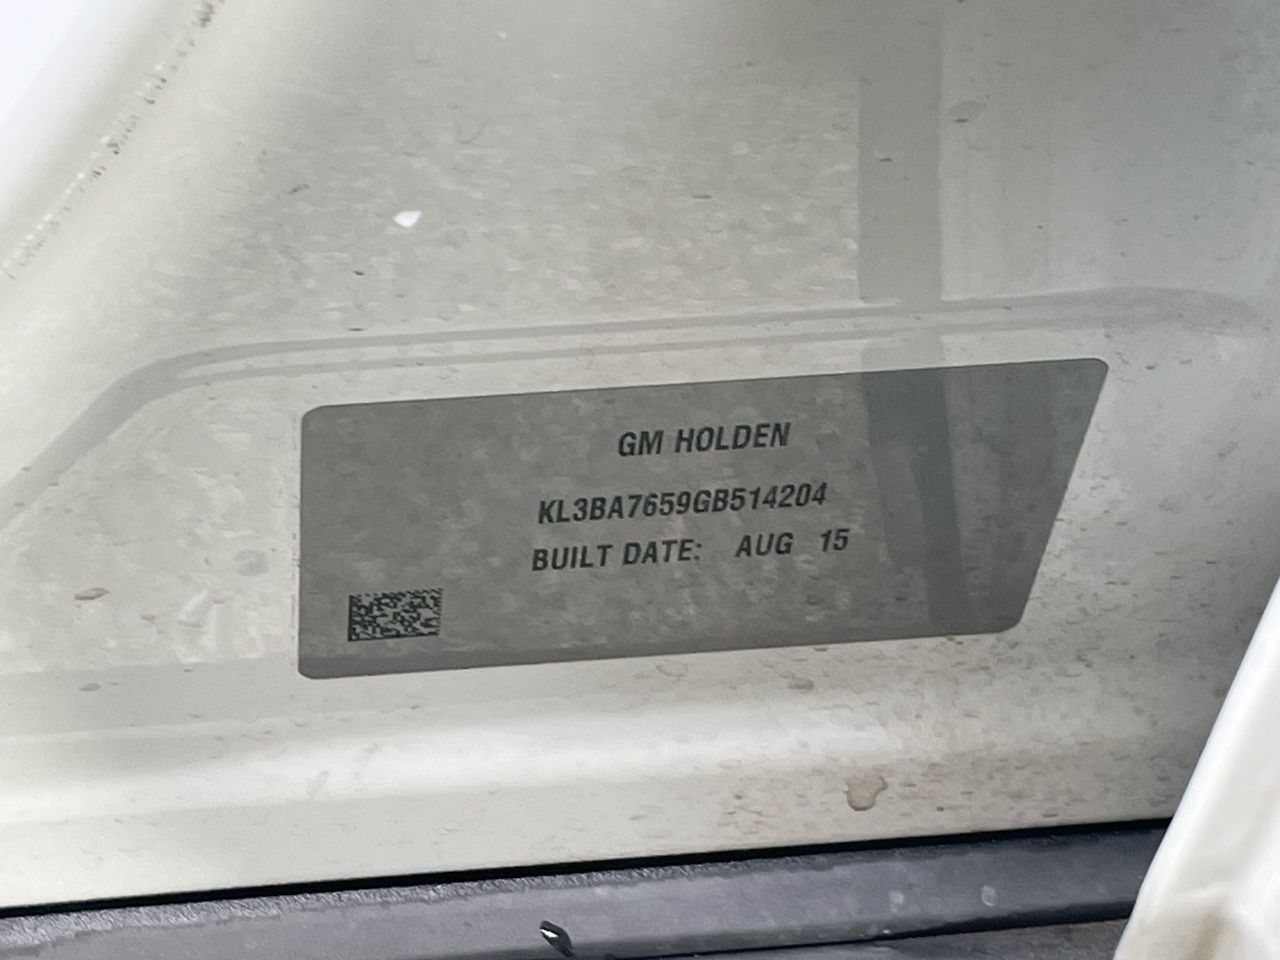 GM HOLDEN
KL3BA7659GB514204
BUILT DATE: AUG 15